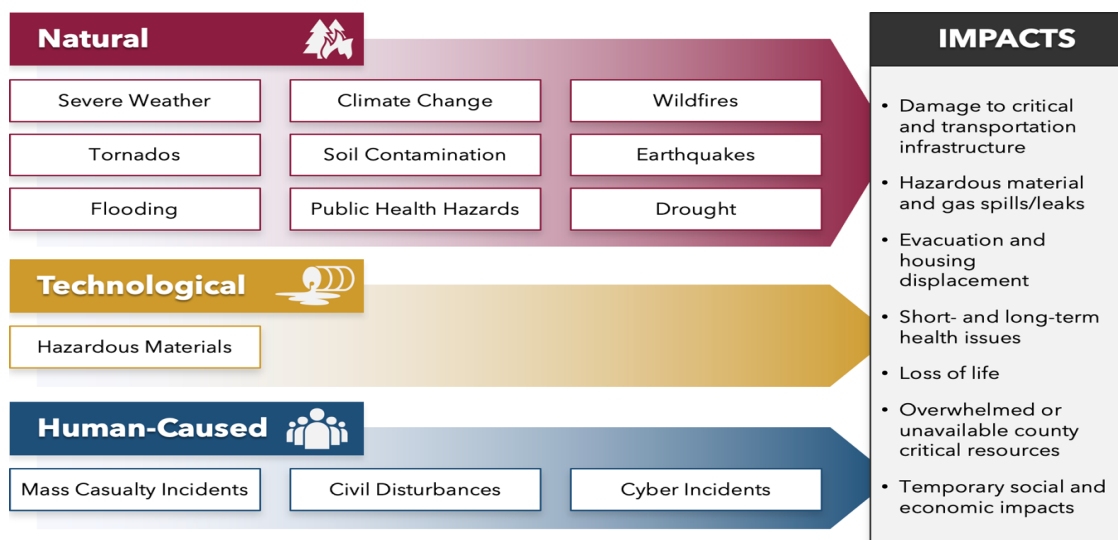 Natural
Severe Weather
Climate Change
Wildfires
Tornados
Soil Contamination
Earthquakes
Flooding
Public Health Hazards
Drought
Technological
Hazardous Materials
Human-Caused
Mass Casualty Incidents
Civil Disturbances
Cyber Incidents
IMPACTS
• Damage to critical
and transportation
infrastructure
• Hazardous material
and gas spills/leaks
• Evacuation and
housing
displacement
• Short- and long-term
health issues
• Loss of life
• Overwhelmed or
unavailable county
critical resources
• Temporary social and
economic impacts